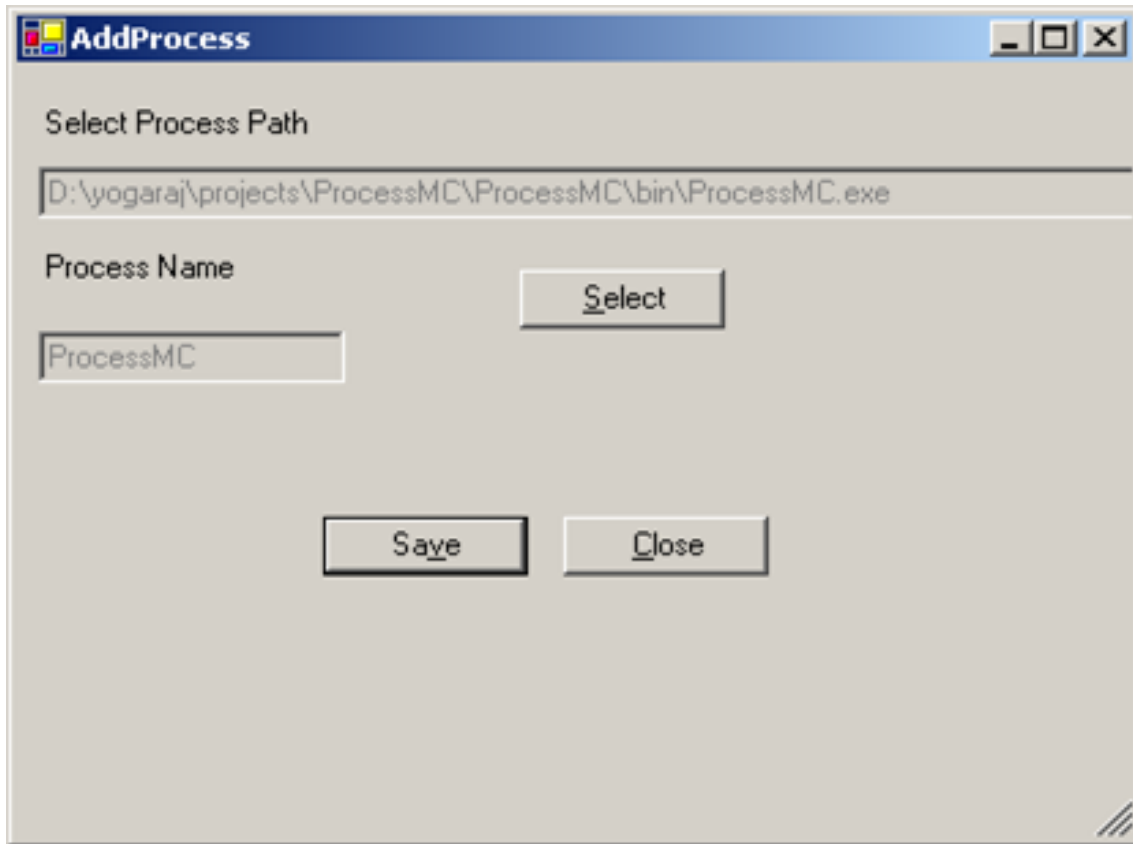 AddProcess
Select Process Path
D:\yogaraj\projects\ProcessMC\ProcessMC\bin\ProcessMC.exe
Process Name
Select
ProcessMC
Save
Close